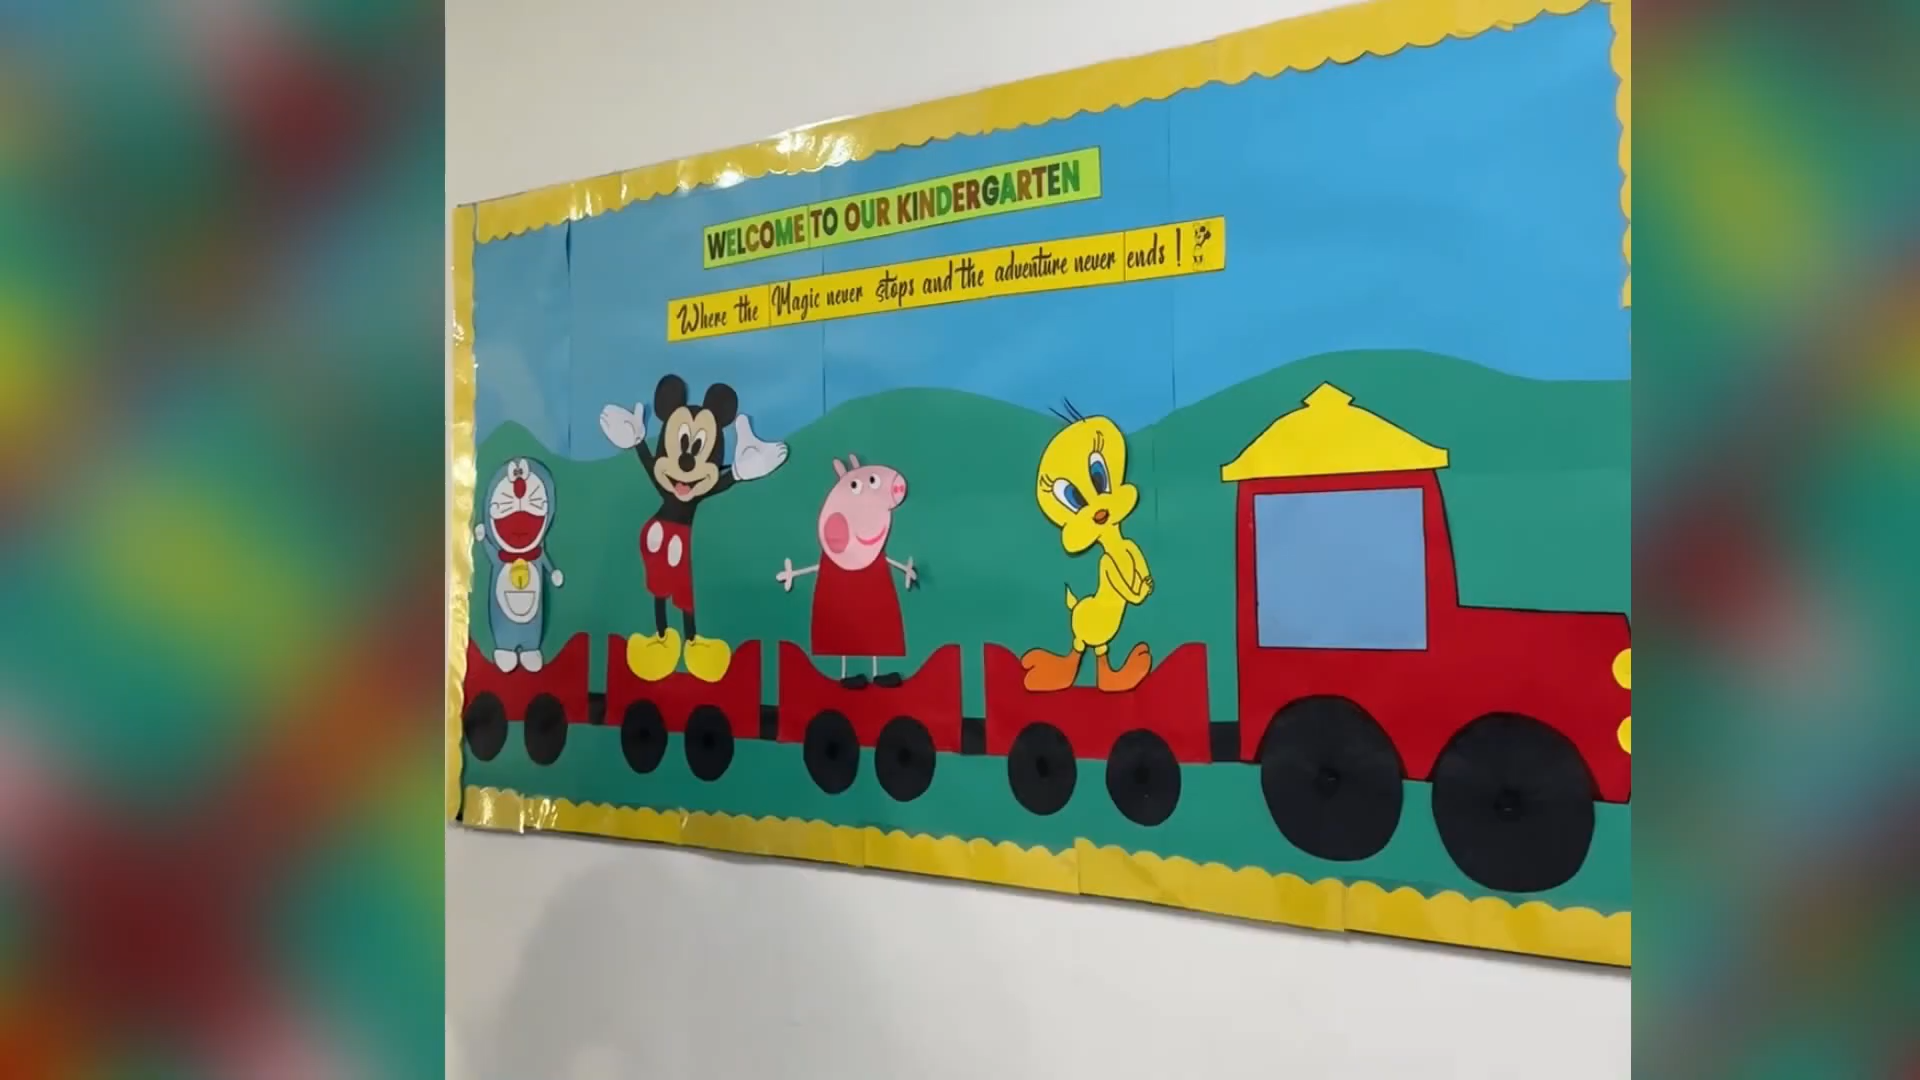 WELCOME TO OUR KINDERGARTEN
Where the Magic never stops and the adventure never ends !